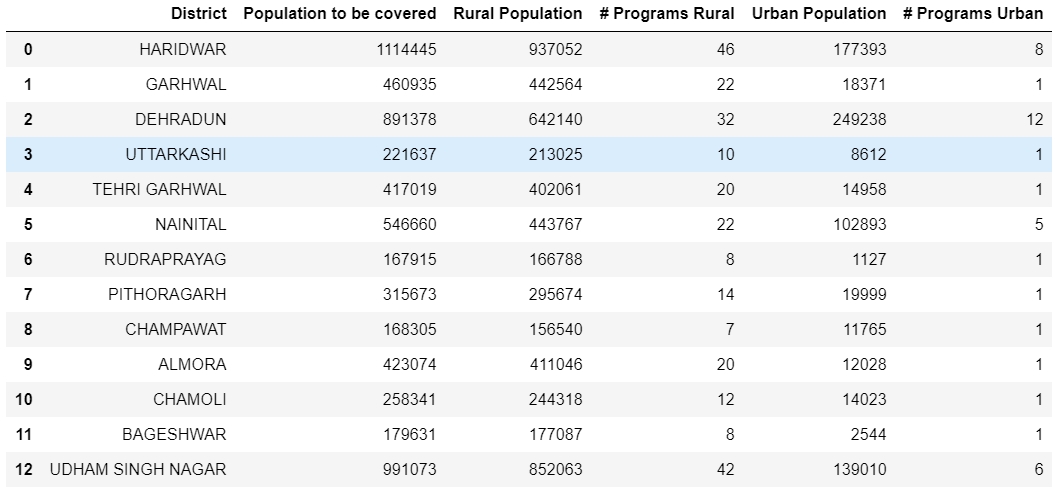 District Population to be covered Rural Population # Programs Rural Urban Population # Programs Urban
0 HARIDWAR 1114445 937052 46 177393 8
1 GARHWAL 460935 442564 22 18371 1
2 DEHRADUN 891378 642140 32 249238 12
3 UTTARKASHI 221637 213025 10 8612 1
4 TEHRI GARHWAL 417019 402061 20 14958 1
5 NAINITAL 546660 443767 22 102893 5
6 RUDRAPRAYAG 167915 166788 8 1127 1
7 PITHORAGARH 315673 295674 14 19999 1
8 CHAMPAWAT 168305 156540 7 11765 1
9 ALMORA 423074 411046 20 12028 1
10 CHAMOLI 258341 244318 12 14023 1
11 BAGESHWAR 179631 177087 8 2544 1
12 UDHAM SINGH NAGAR 991073 852063 42 139010 6